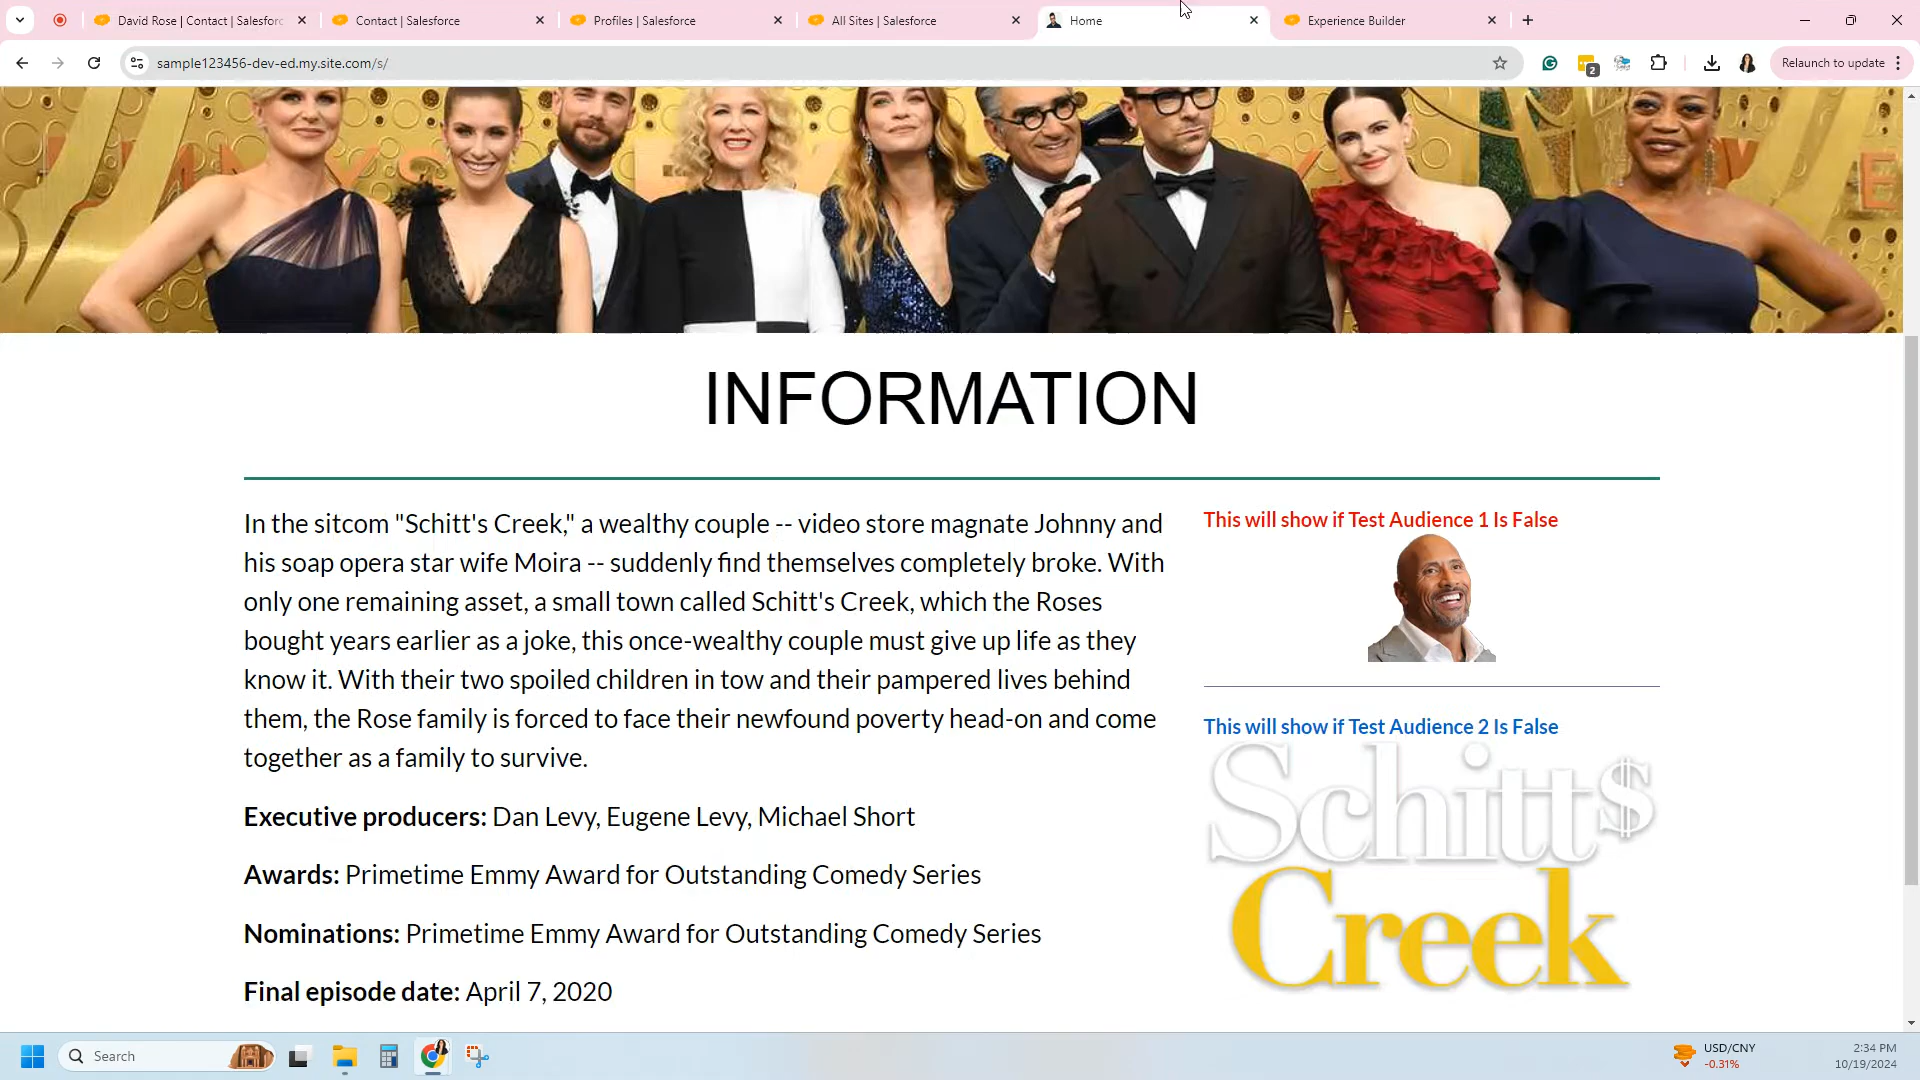 David Rose | Contact | Salesforc
Contact | Salesforce
Profiles | Salesforce
All Sites | Salesforce
Home
Experience Builder
sample123456-dev-ed.my.site.com/s/
2
Relaunch to update
INFORMATION
In the sitcom "Schitt's Creek," a wealthy couple -- video store magnate Johnny and
his soap opera star wife Moira -- suddenly find themselves completely broke. With
only one remaining asset, a small town called Schitt's Creek, which the Roses
bought years earlier as a joke, this once-wealthy couple must give up life as they
know it. With their two spoiled children in tow and their pampered lives behind
them, the Rose family is forced to face their newfound poverty head-on and come
together as a family to survive.
Executive producers: Dan Levy, Eugene Levy, Michael Short
Awards: Primetime Emmy Award for Outstanding Comedy Series
Nominations: Primetime Emmy Award for Outstanding Comedy Series
Final episode date: April 7, 2020
This will show if Test Audience 1 Is False
This will show if Test Audience 2 Is False
Schitt$
Creek
Search
USD/CNY
-0.31%
2:34 PM
10/19/2024